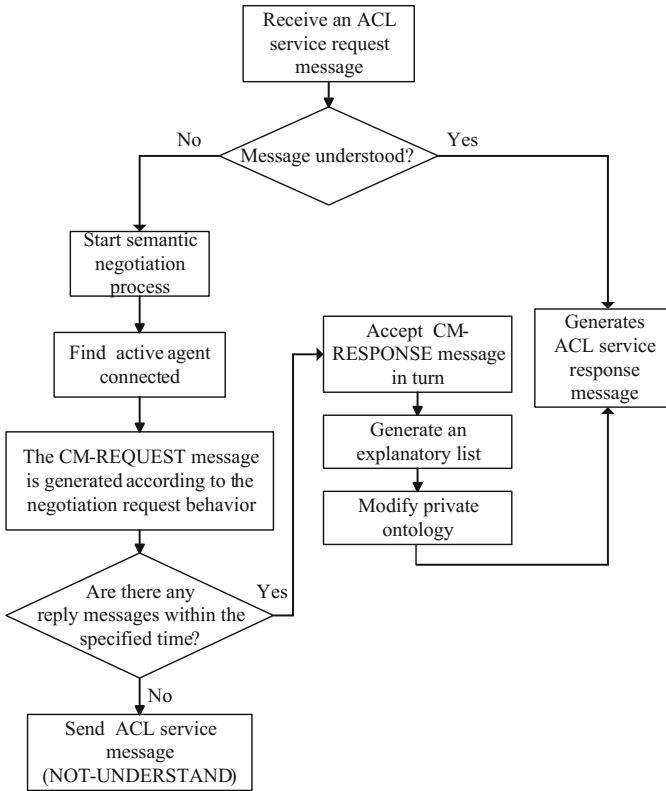 Receive an ACL
service request
message
No
Yes
Message understood?
Start semantic
negotiation
process
Find active agent
connected
The CM-REQUEST message
is generated according to the
negotiation request behavior
Are there any
reply messages within the
specified time?
Yes
No
Send ACL service
message
(NOT-UNDERSTAND)
Accept CM-
RESPONSE message
in turn
Generate an
explanatory list
Modify private
ontology
Generates
ACL service
response
message